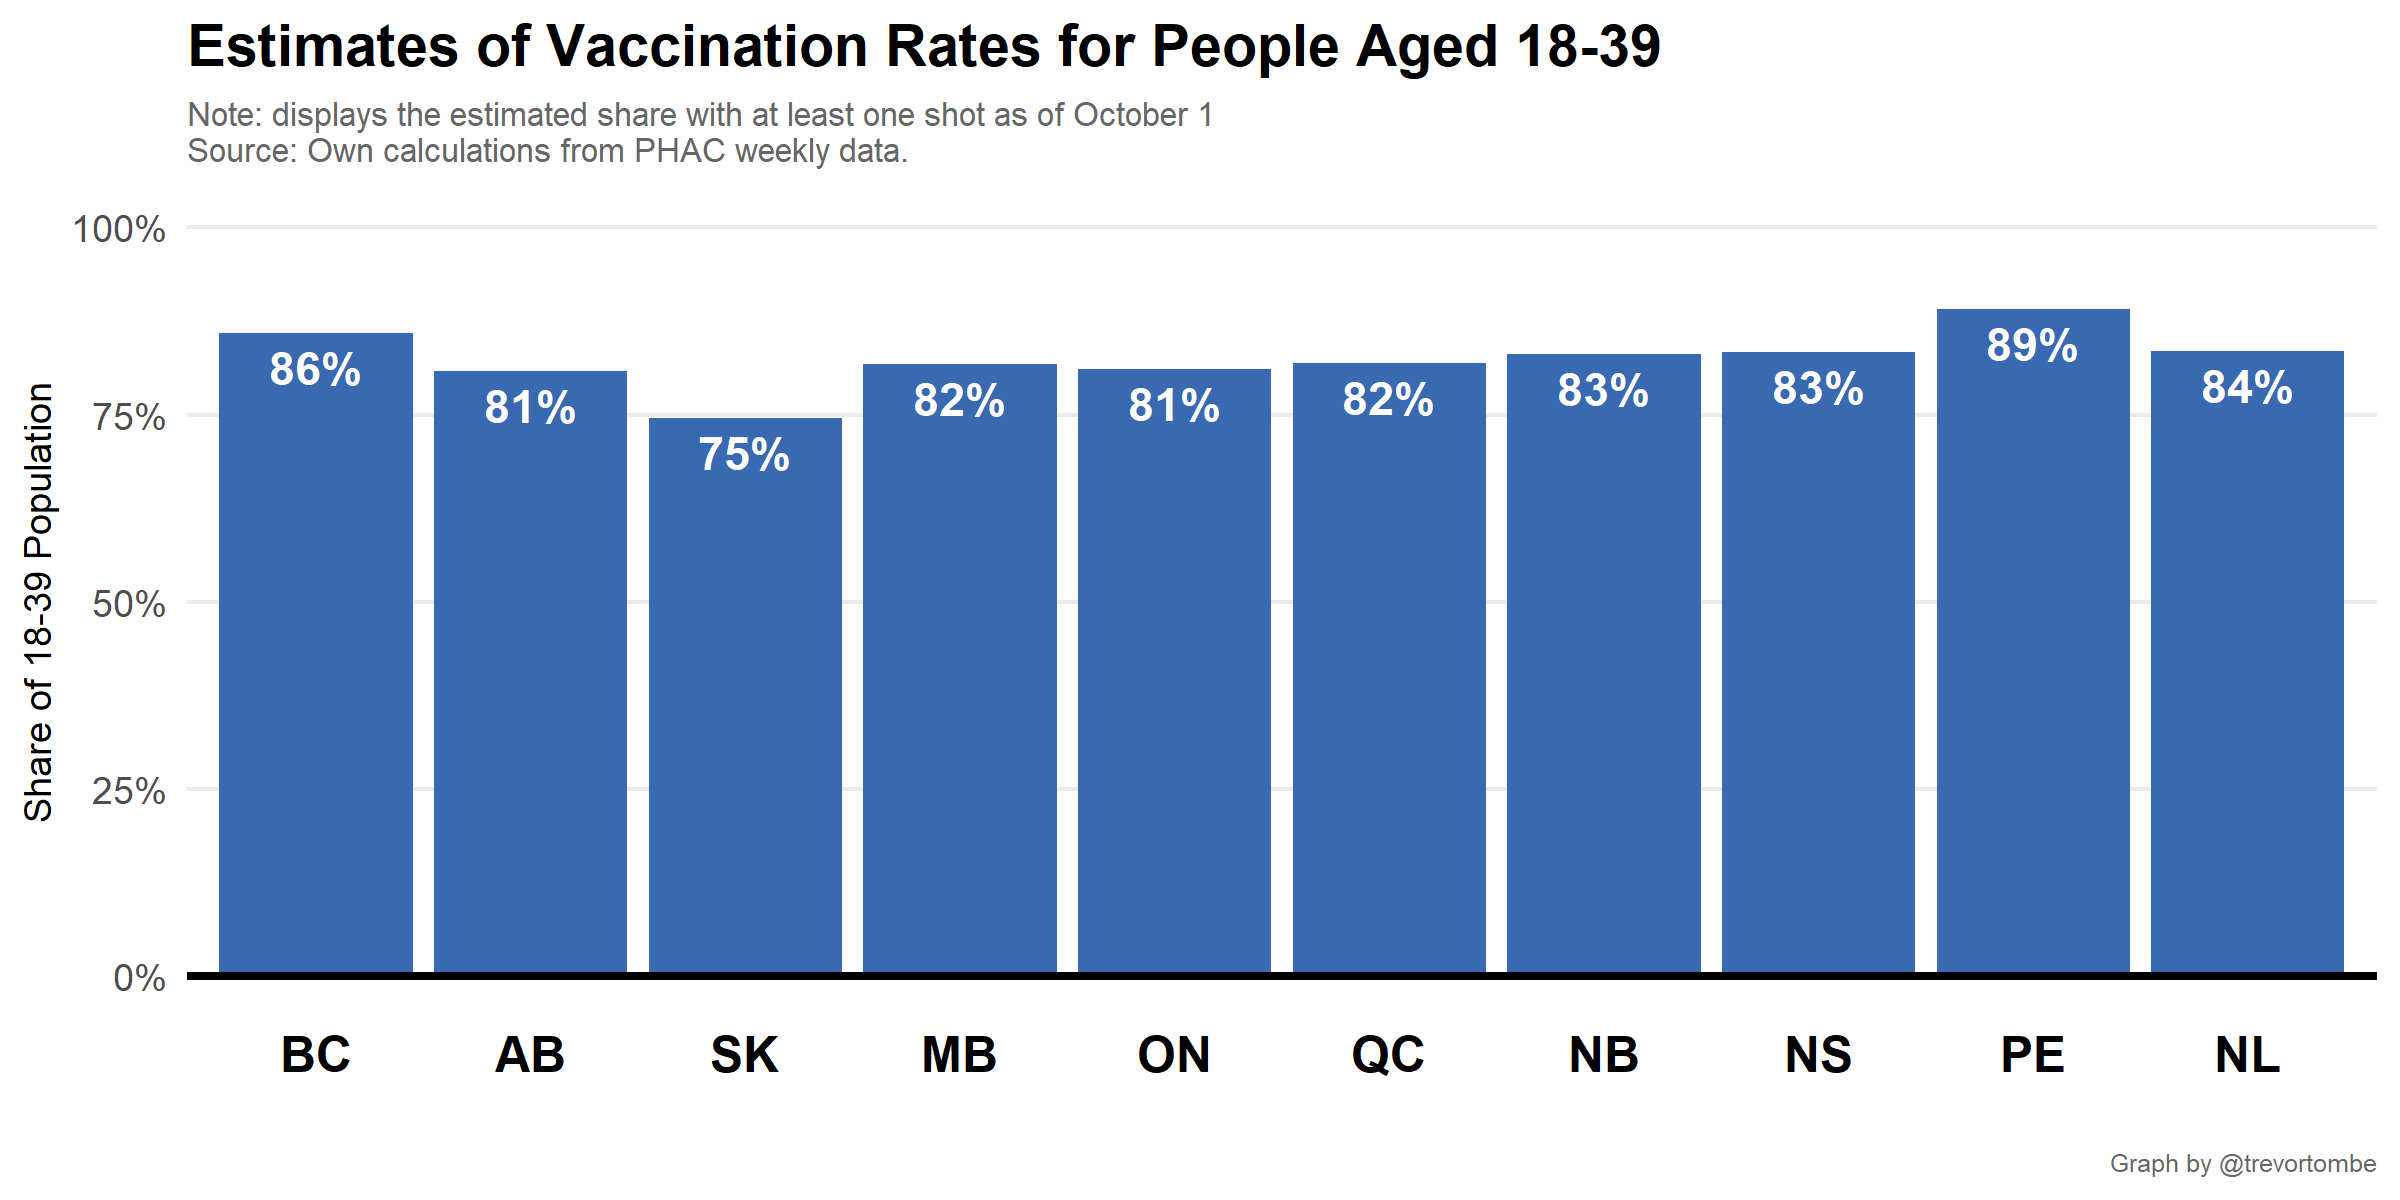 Estimates of Vaccination Rates for People Aged 18-39
Note: displays the estimated share with at least one shot as of October 1
Source: Own calculations from PHAC weekly data.
Share of 18-39 Population
100%
75%
50%
25%
0%
86%
81%
75%
82%
81%
82%
83%
83%
89%
84%
BC
AB
SK
MB
ON
QC
NB
NS
PE
NL
Graph by @trevortombe